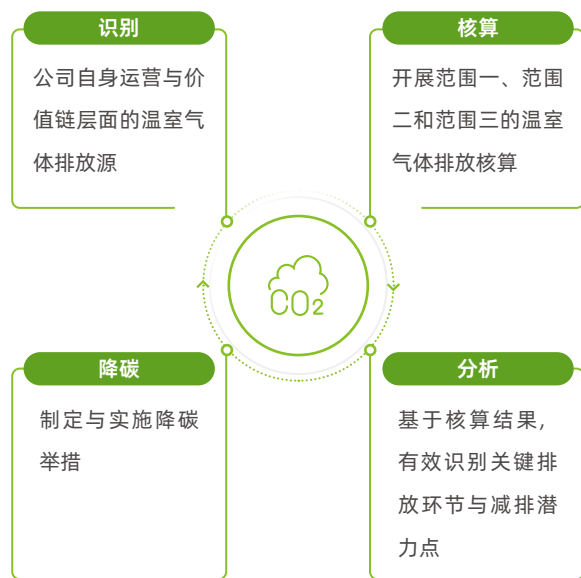 识别
公司自身运营与价
值链层面的温室气
体排放源
核算
开展范围一、范围
二和范围三的温室
气体排放核算
CO2
降碳
制定与实施降碳
举措
分析
基于核算结果,
有效识别关键排
放环节与减排潜
力点